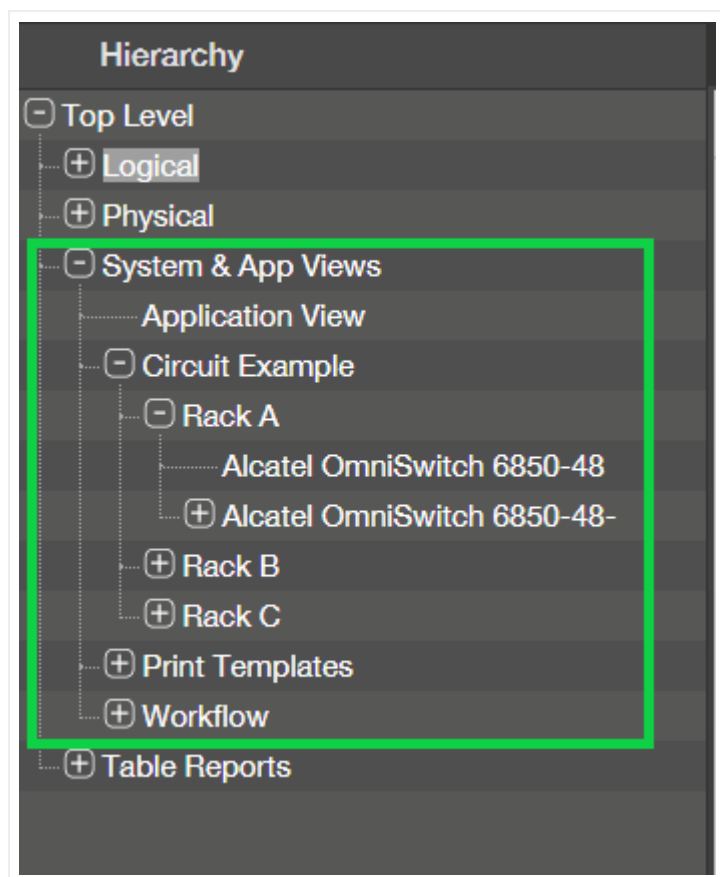 Hierarchy
Top Level
Logical
Physical
System & App Views
Application View
Circuit Example
Rack A
Alcatel OmniSwitch 6850-48
Alcatel OmniSwitch 6850-48-
Rack B
Rack C
Print Templates
Workflow
Table Reports